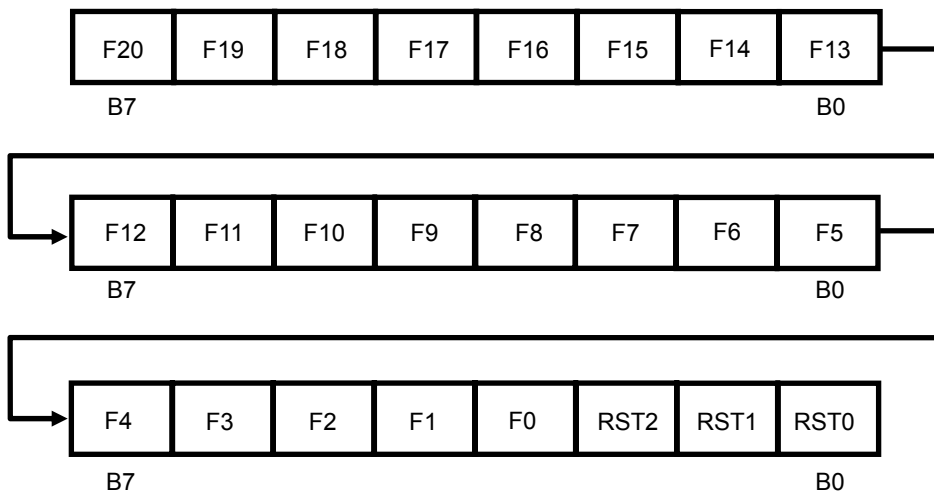 F20 F19 F18 F17 F16 F15 F14 F13
B7 B0
F12 F11 F10 F9 F8 F7 F6 F5
B7 B0
F4 F3 F2 F1 F0 RST2 RST1 RST0
B7 B0